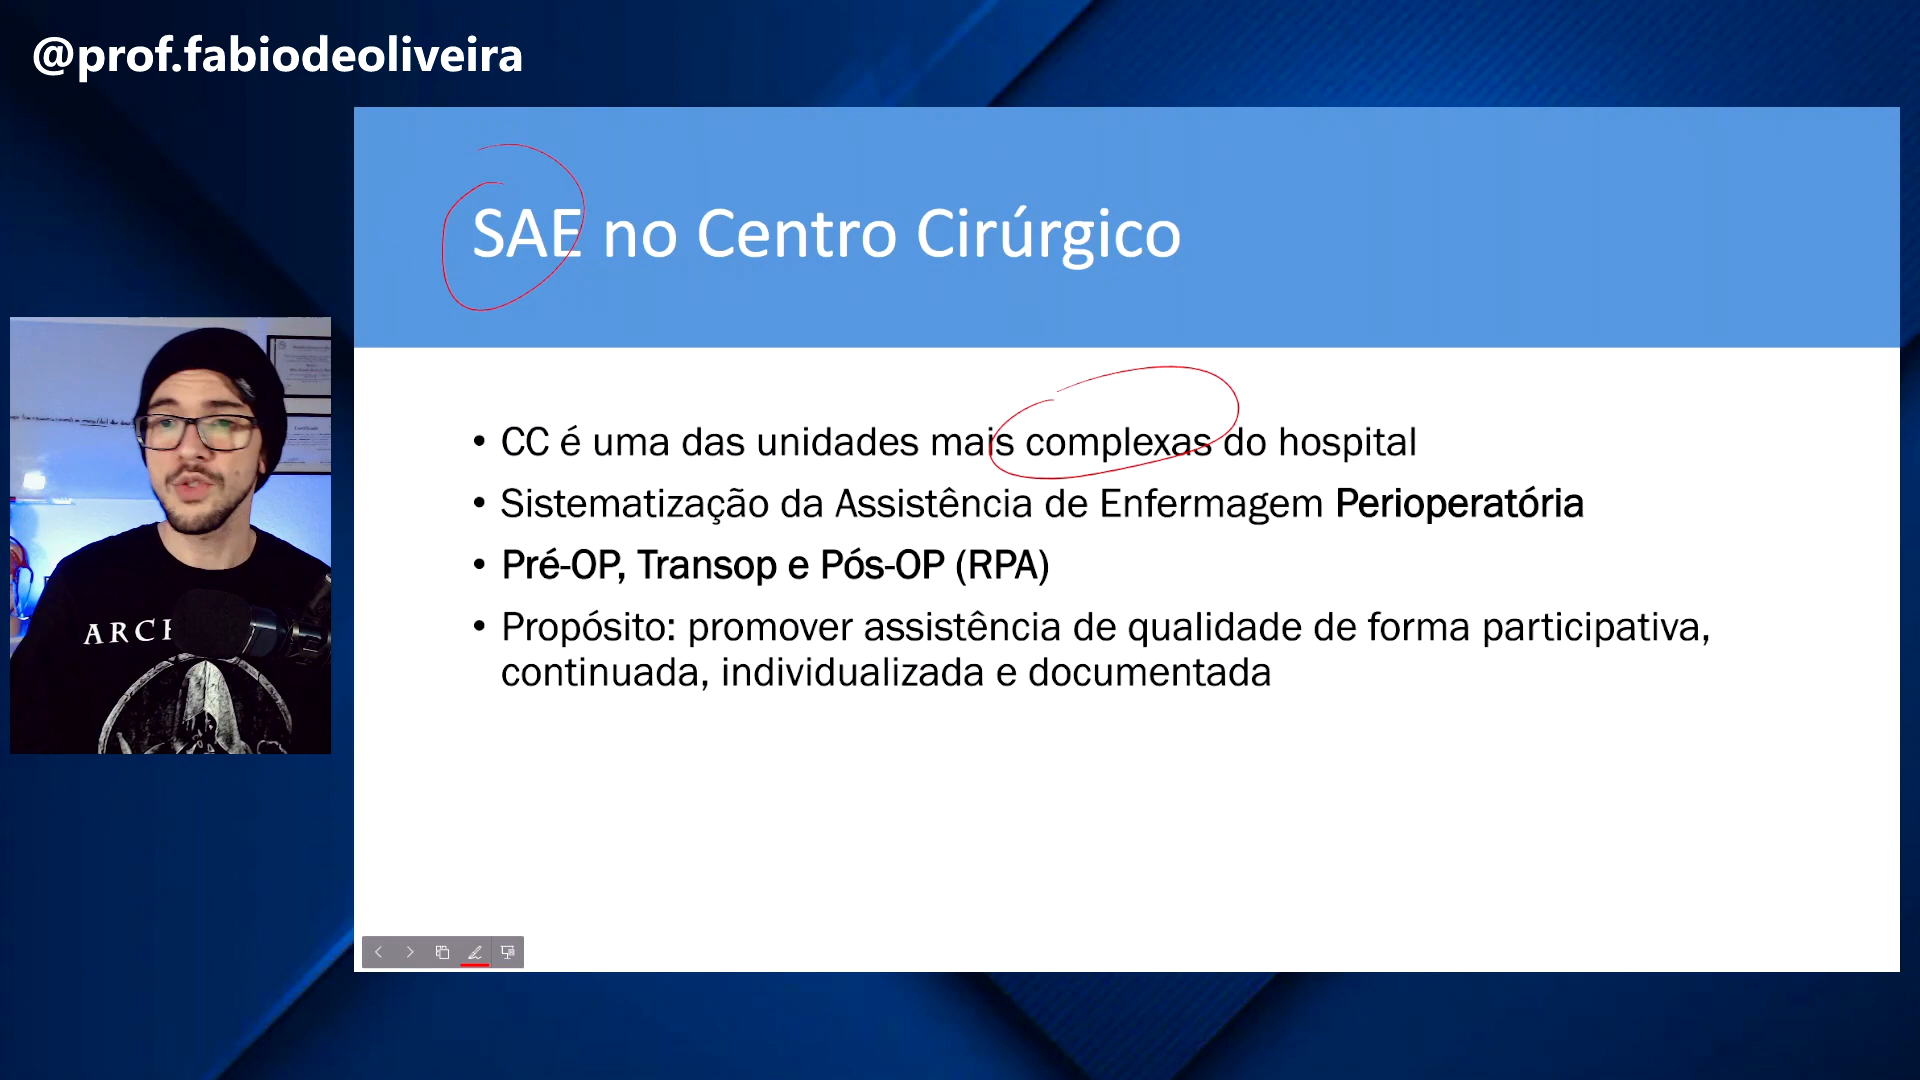 @prof.fabiodeoliveira
SAE no Centro Cirúrgico
• CC é uma das unidades mais complexas do hospital
• Sistematização da Assistência de Enfermagem Perioperatória
• Pré-OP, Transop e Pós-OP (RPA)
• Propósito: promover assistência de qualidade de forma participativa,
continuada, individualizada e documentada
ARCH